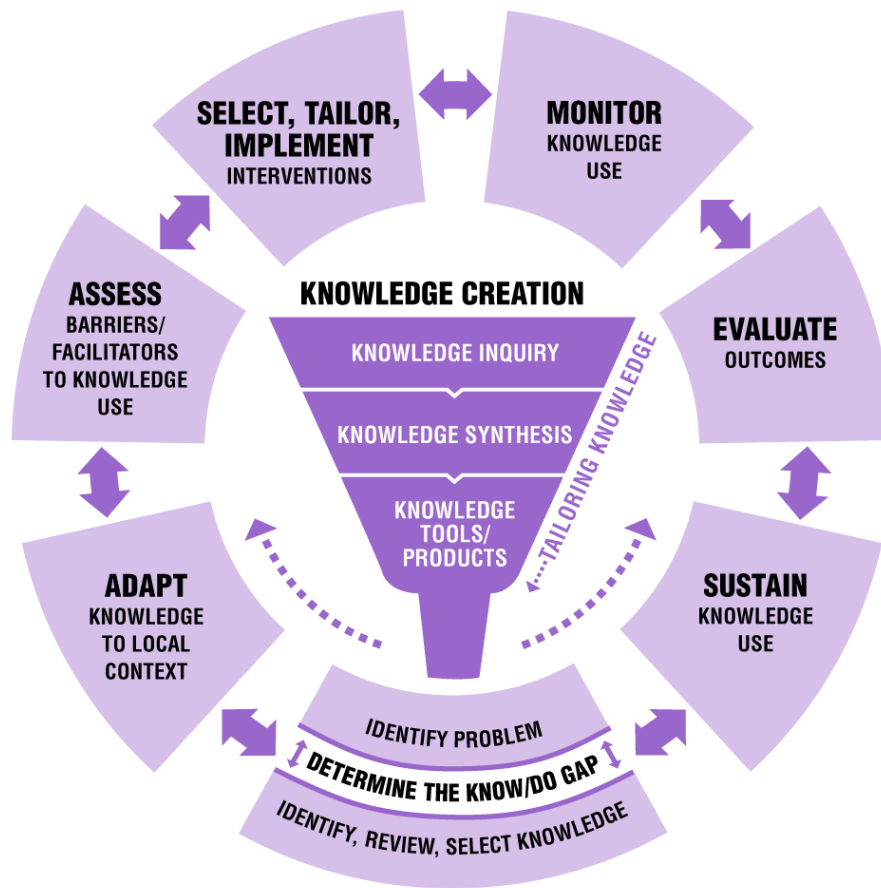 SELECT, TAILOR,
IMPLEMENT
INTERVENTIONS
MONITOR
KNOWLEDGE
USE
ASSESS
BARRIERS/
FACILITATORS
TO KNOWLEDGE
USE
KNOWLEDGE CREATION
KNOWLEDGE INQUIRY
KNOWLEDGE SYNTHESIS
KNOWLEDGE
TOOLS/
PRODUCTS
TAILORING KNOWLEDGE
EVALUATE
OUTCOMES
ADAPT
KNOWLEDGE
TO LOCAL
CONTEXT
SUSTAIN
KNOWLEDGE
USE
IDENTIFY PROBLEM
DETERMINE THE KNOW/DO GAP
IDENTIFY, REVIEW, SELECT KNOWLEDGE